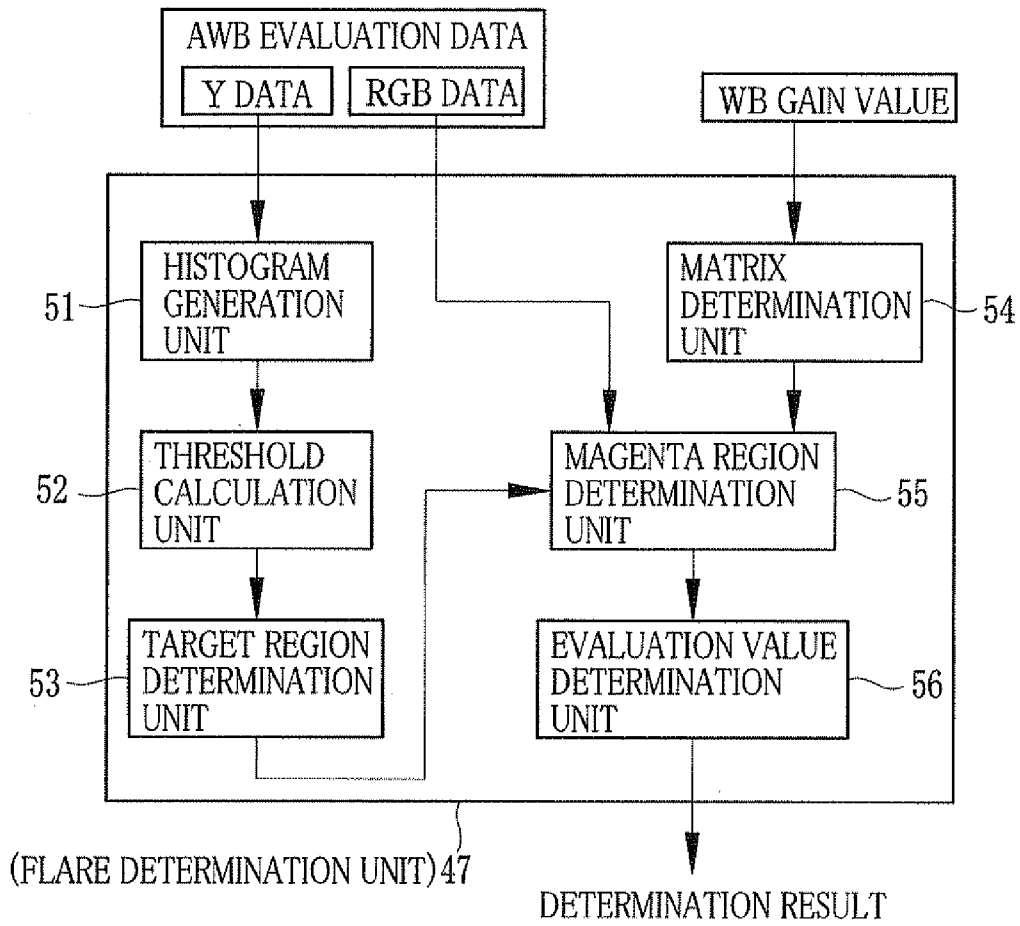 AWB EVALUATION DATA
Y DATA
RGB DATA
WB GAIN VALUE
HISTOGRAM
GENERATION
UNIT
51
MATRIX
DETERMINATION
UNIT
54
THRESHOLD
CALCULATION
UNIT
52
MAGENTA REGION
DETERMINATION
UNIT
55
TARGET REGION
DETERMINATION
UNIT
53
EVALUATION VALUE
DETERMINATION
UNIT
56
(FLARE DETERMINATION UNIT) 47
DETERMINATION RESULT